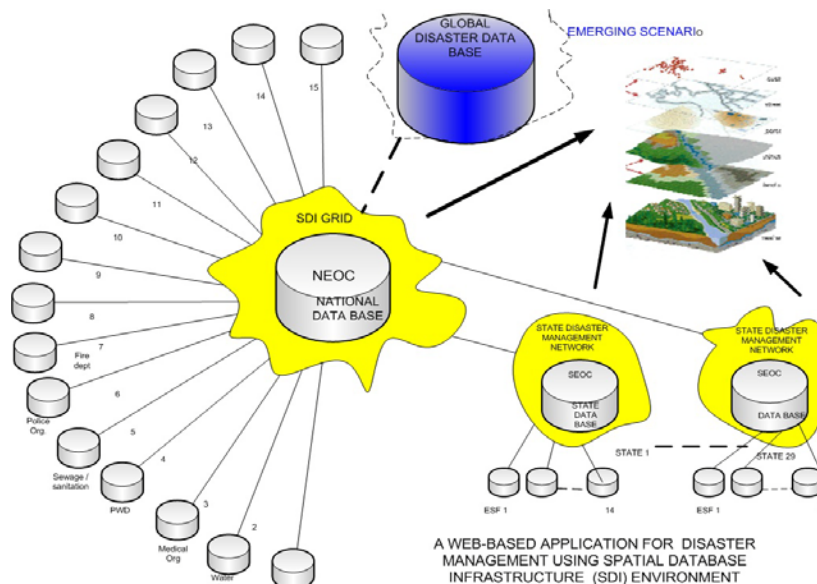 GLOBAL
DISASTER DATA
BASE
EMERGING SCENARIo
15
14
13
12
11
10
9
8
7
Fire
dept
6
Police
Org.
5
Sewage /
sanitation
4
PWD
3
Medical
Org
2
Water
SDI GRID
NEOC
NATIONAL
DATA BASE
STATE DISASTER
MANAGEMENT
NETWORK
SEOC
STATE
DATA
BASE
STATE 1
ESF 1
14
STATE DISASTER
MANAGEMENT
NETWORK
SEOC
DATA BASE
STATE 29
ESF 1
A WEB-BASED APPLICATION FOR DISASTER
MANAGEMENT USING SPATIAL DATABASE
INFRASTRUCTURE (SDI) ENVIRONMENT